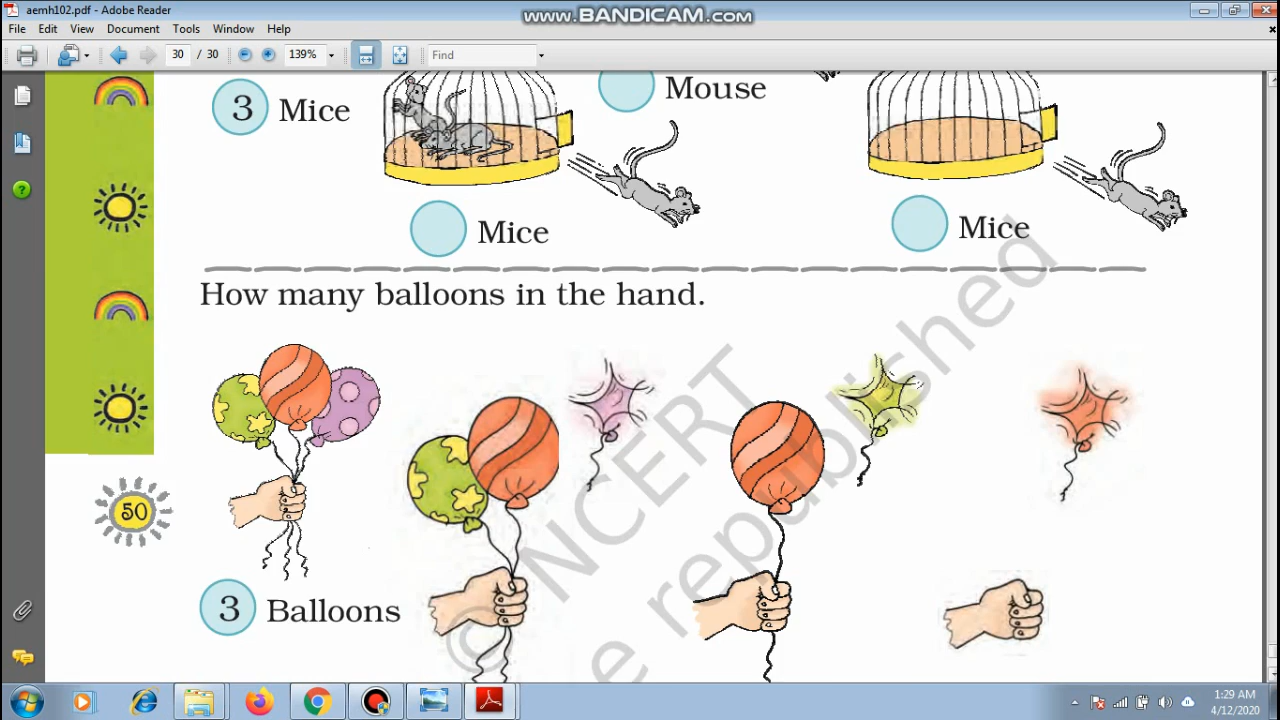 aemh102.pdf - Adobe Reader
www.BANDICAM.com
File Edit View Document Tools Window Help
30 / 30 139% Find
3 Mice
Mouse
Mice
Mice
How many balloons in the hand.
50
3 Balloons
© NCERT
e republished
1:29 AM
4/12/2020